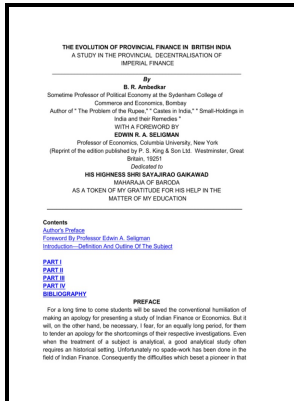 THE EVOLUTION OF PROVINCIAL FINANCE IN BRITISH INDIA
A STUDY IN THE PROVINCIAL DECENTRALISATION OF
IMPERIAL FINANCE
By
B. R. Ambedkar
Sometime Professor of Political Economy at the Sydenham College of
Commerce and Economics, Bombay
Author of " The Problem of the Rupee," " Castes in India," " Small-Holdings in
India and their Remedies "
WITH A FOREWORD BY
EDWIN R. A. SELIGMAN
Professor of Economics, Columbia University, New York
(Reprint of the edition published by P. S. King & Son Ltd. Westminster, Great
Britain, 19251
Dedicated to
HIS HIGHNESS SHRI SAYAJIRAO GAIKAWAD
MAHARAJA OF BARODA
AS A TOKEN OF MY GRATITUDE FOR HIS HELP IN THE
MATTER OF MY EDUCATION
Contents
Author's Preface
Foreword By Professor Edwin A. Seligman
Introduction—Definition And Outline Of The Subject
PART I
PART II
PART III
PART IV
BIBLIOGRAPHY
PREFACE
For a long time to come students will be saved the conventional humiliation of
making an apology for presenting a study of Indian Finance or Economics. But it
will, on the other hand, be necessary, I fear, for an equally long period, for them
to tender an apology for the shortcomings of their respective investigations. Even
when the treatment of a subject is analytical, a good analytical study often
requires an historical setting. Unfortunately no spade-work has been done in the
field of Indian Finance. Consequently the difficulties which beset a pioneer in that